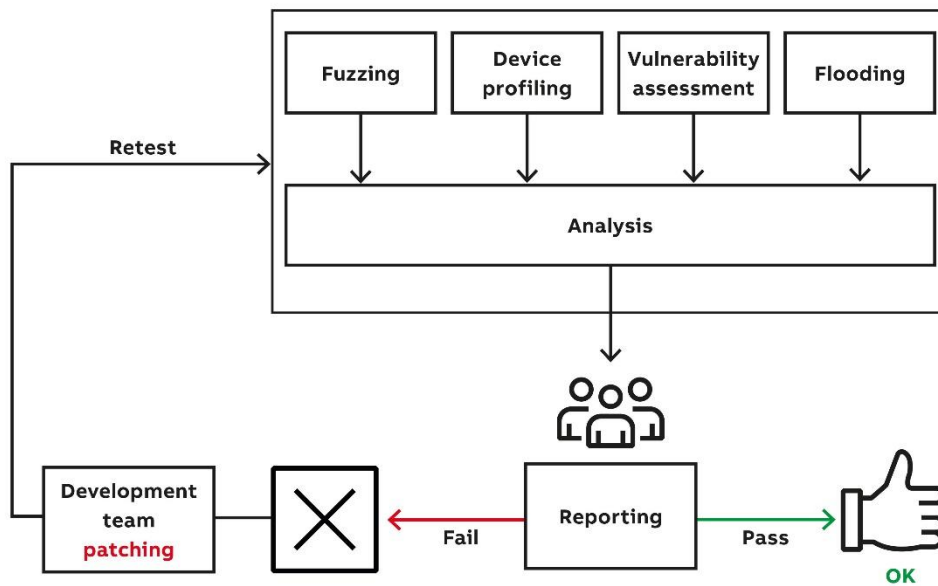 Fuzzing
Device
profiling
Vulnerability
assessment
Flooding
Retest
Analysis
Development
team
patching
Fail
Reporting
Pass
OK